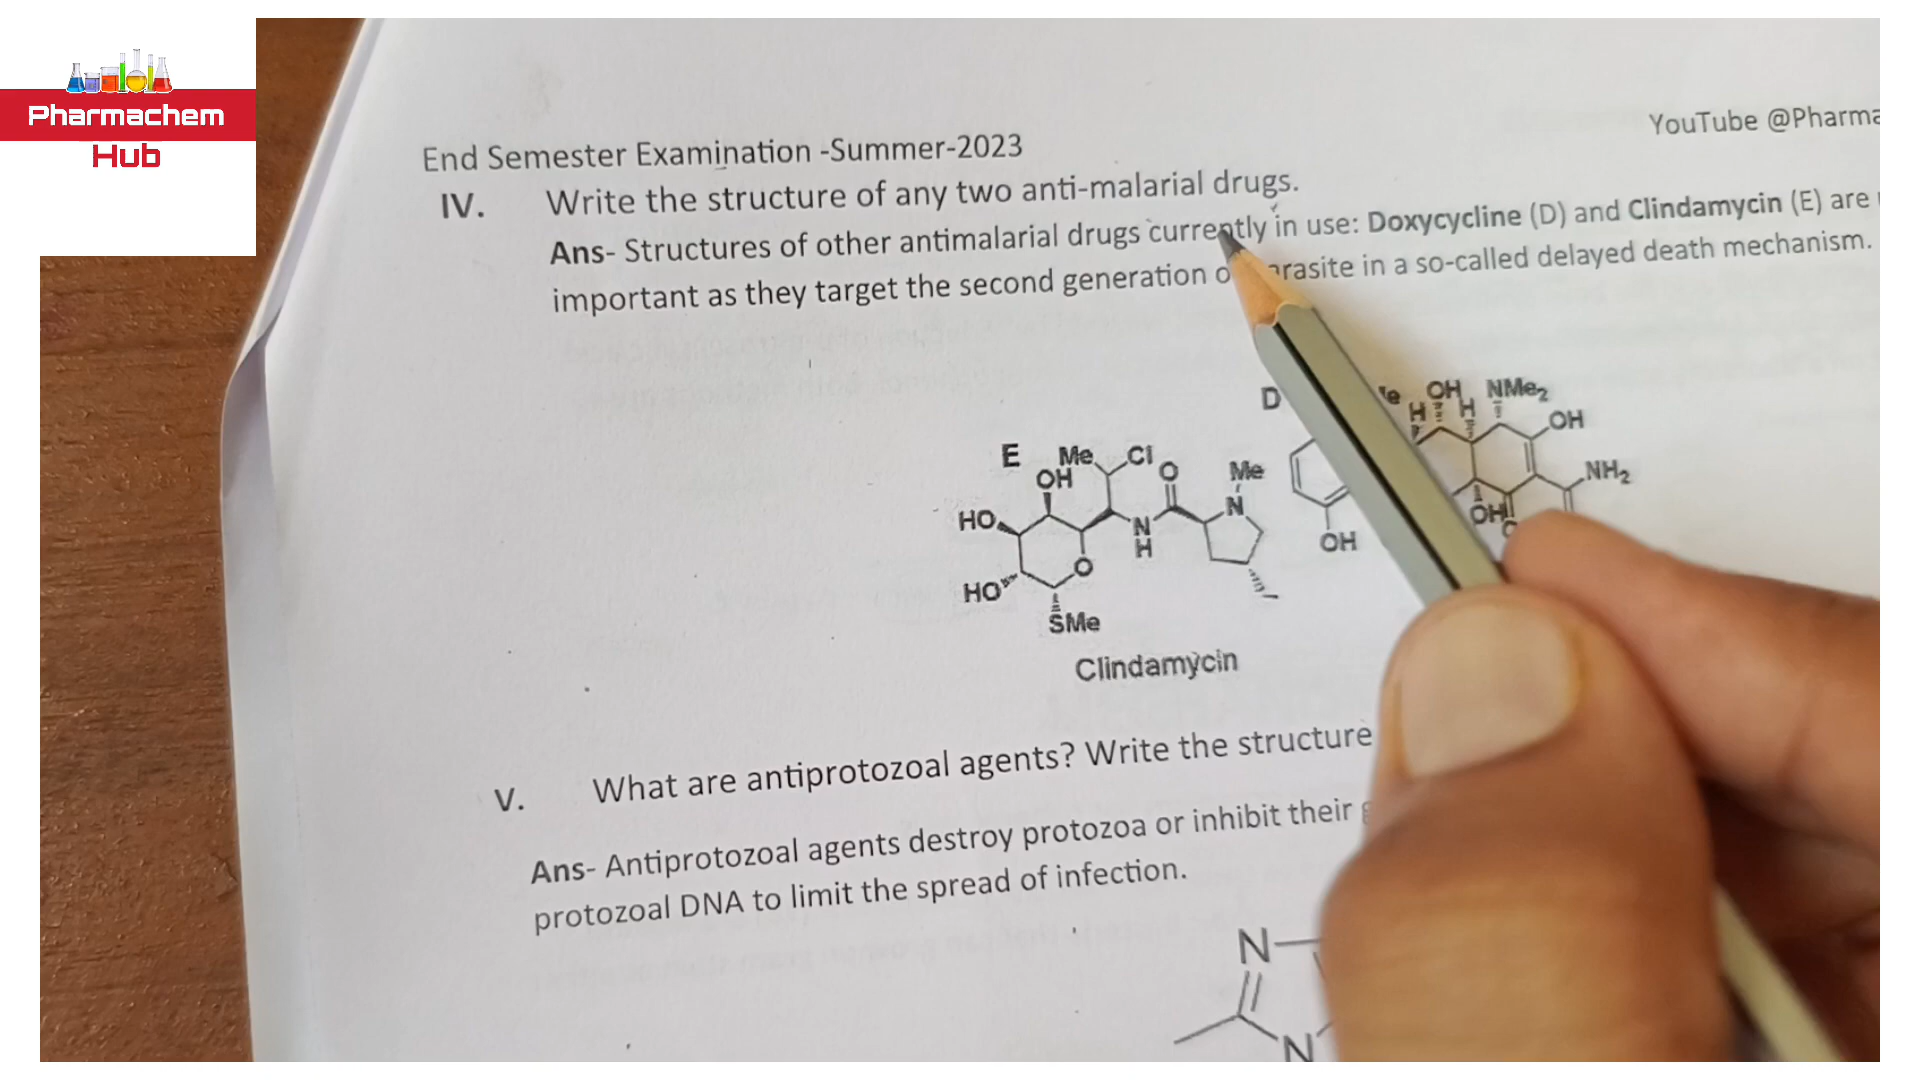 Pharmachem
Hub
YouTube @Pharma
End Semester Examination -Summer-2023
IV. Write the structure of any two anti-malarial drugs.
Ans- Structures of other antimalarial drugs currently in use: Doxycycline (D) and Clindamycin (E) are
important as they target the second generation in a so-called delayed death mechanism.
D
OH NMe2
H H
OH
NH2
OH
OH
E Me Cl
OH O
Me
N
HO
N
H
O
HO
SMe
Clindamycin
V. What are antiprotozoal agents? Write the structure
Ans- Antiprotozoal agents destroy protozoa or inhibit their
protozoal DNA to limit the spread of infection.
N
N